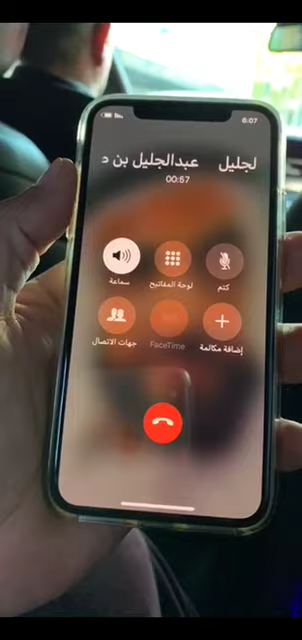 6:07
لجليل عبدالجليل بن د
00:57
كتم لوحة المفاتيح سماعة
إضافة مكالمة FaceTime جهات الاتصال